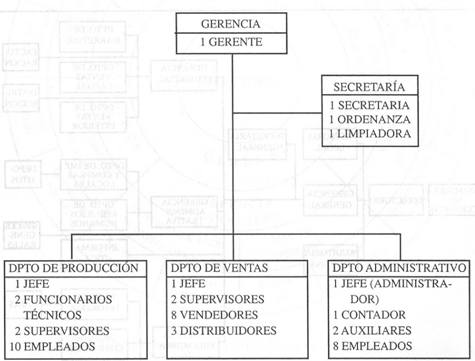 GERENCIA
1 GERENTE
SECRETARÍA
1 SECRETARIA
1 ORDENANZA
1 LIMPIADORA
DPTO DE PRODUCCIÓN
1 JEFE
2 FUNCIONARIOS
TÉCNICOS
2 SUPERVISORES
10 EMPLEADOS
DPTO DE VENTAS
1 JEFE
2 SUPERVISORES
8 VENDEDORES
3 DISTRIBUIDORES
DPTO ADMINISTRATIVO
1 JEFE (ADMINISTRA-
DOR)
1 CONTADOR
2 AUXILIARES
8 EMPLEADOS